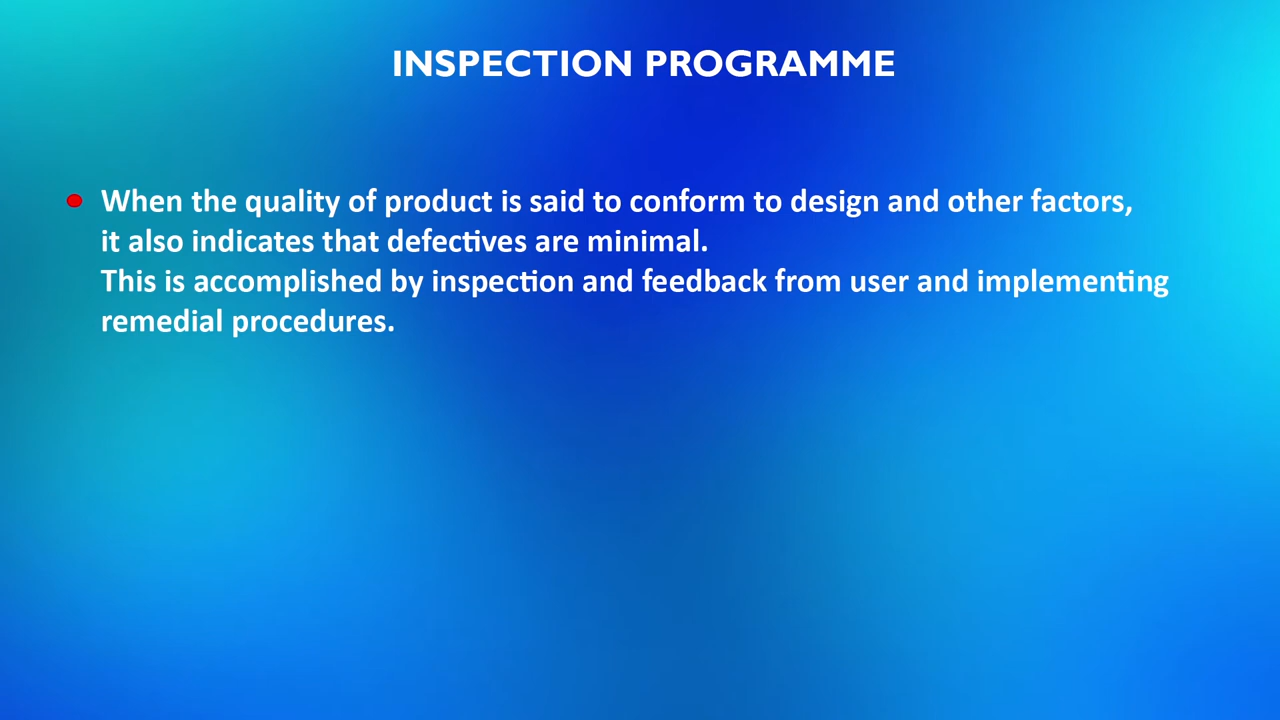 INSPECTION PROGRAMME
When the quality of product is said to conform to design and other factors,
it also indicates that defectives are minimal.
This is accomplished by inspection and feedback from user and implementing
remedial procedures.